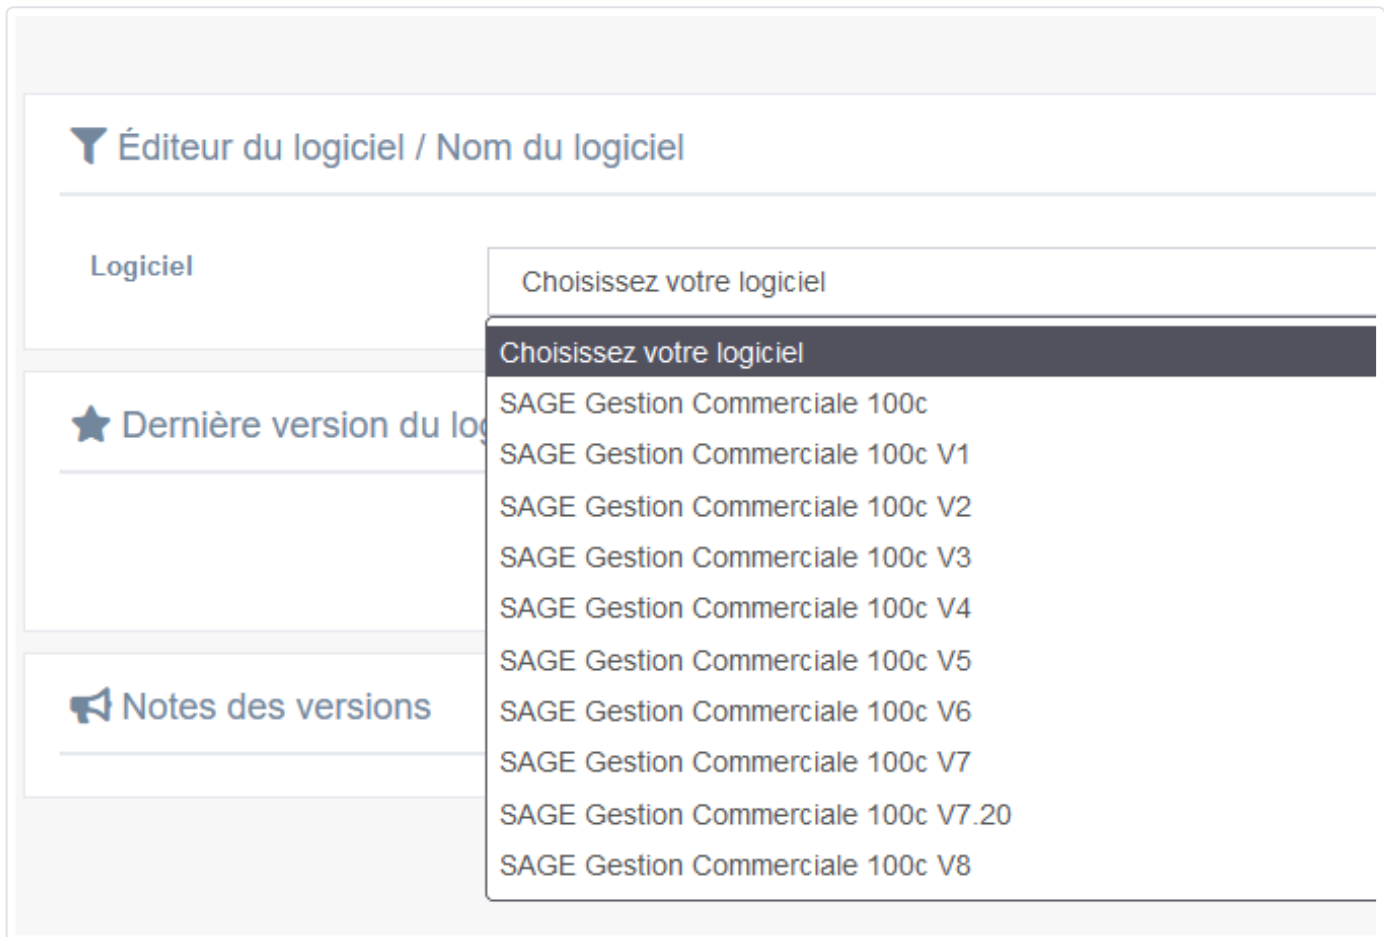 Éditeur du logiciel / Nom du logiciel
Logiciel
Choisissez votre logiciel
Choisissez votre logiciel
SAGE Gestion Commerciale 100c
SAGE Gestion Commerciale 100c V1
Dernière version du
SAGE Gestion Commerciale 100c V2
SAGE Gestion Commerciale 100c V3
SAGE Gestion Commerciale 100c V4
SAGE Gestion Commerciale 100c V5
Notes des versions
SAGE Gestion Commerciale 100c V6
SAGE Gestion Commerciale 100c V7
SAGE Gestion Commerciale 100c V7.20
SAGE Gestion Commerciale 100c V8